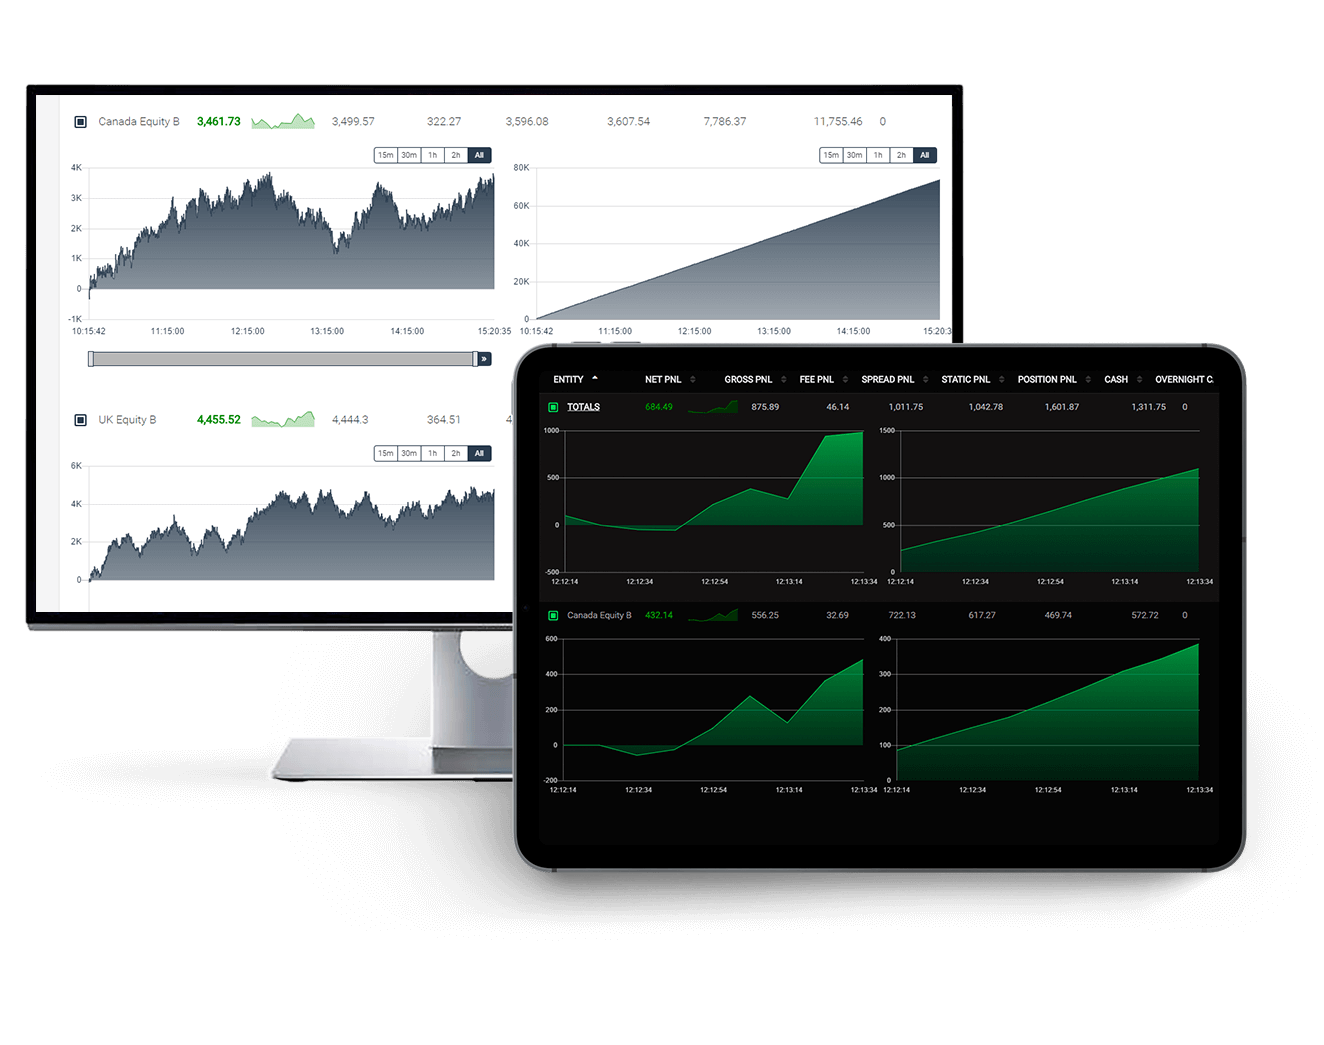 Canada Equity B 3,461.73 3,499.57 322.27 3,596.08 3,607.54 7,786.37 11,755.46 0
15m 30m 1h 2h All
15m 30m 1h 2h All
4K
3K
2K
1K
0
-1K
10:15:42 11:15:00 12:15:00 13:15:00 14:15:00 15:20:35
80K
60K
40K
20K
0
10:15:42 11:15:00 12:15:00 13:15:00 14:15:00 15:20:3
»
UK Equity B 4,455.52 4,444.3 364.51 4
15m 30m 1h 2h All
6K
4K
2K
0
ENTITY NET PNL GROSS PNL FEE PNL SPREAD PNL STATIC PNL POSITION PNL CASH OVERNIGHT C
TOTALS 684.49 875.89 46.14 1,011.75 1,042.78 1,601.87 1,311.75 0
1000
500
0
-500
12:12:14 12:12:34 12:12:54 12:13:14 12:13:34
1500
1000
500
0
12:12:14 12:12:34 12:12:54 12:13:14 12:13:34
Canada Equity B 432.14 556.25 32.69 722.13 617.27 469.74 572.72 0
600
400
200
0
-200
12:12:14 12:12:34 12:12:54 12:13:14 12:13:34
400
300
200
100
0
12:12:14 12:12:34 12:12:54 12:13:14 12:13:34